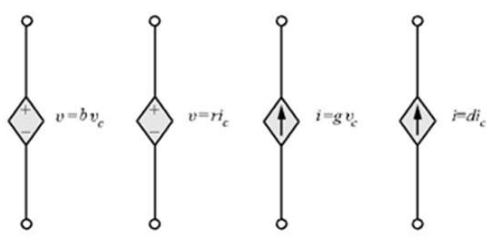 +
−
v=bv_c
+
−
v=ri_c
i=gv_c
i=di_c